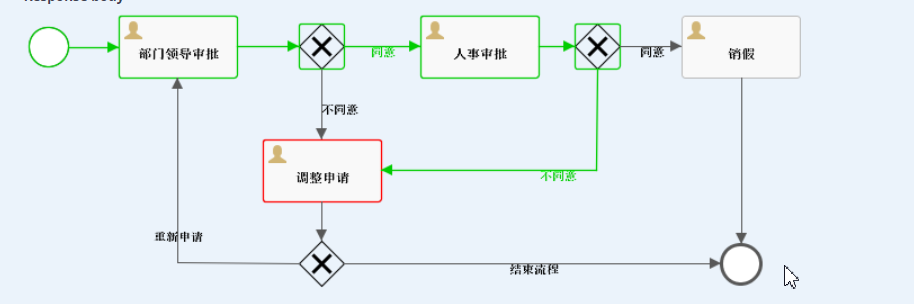 Response body
部门领导审批
同意
人事审批
同意
销假
不同意
调整申请
不同意
重新申请
结束流程